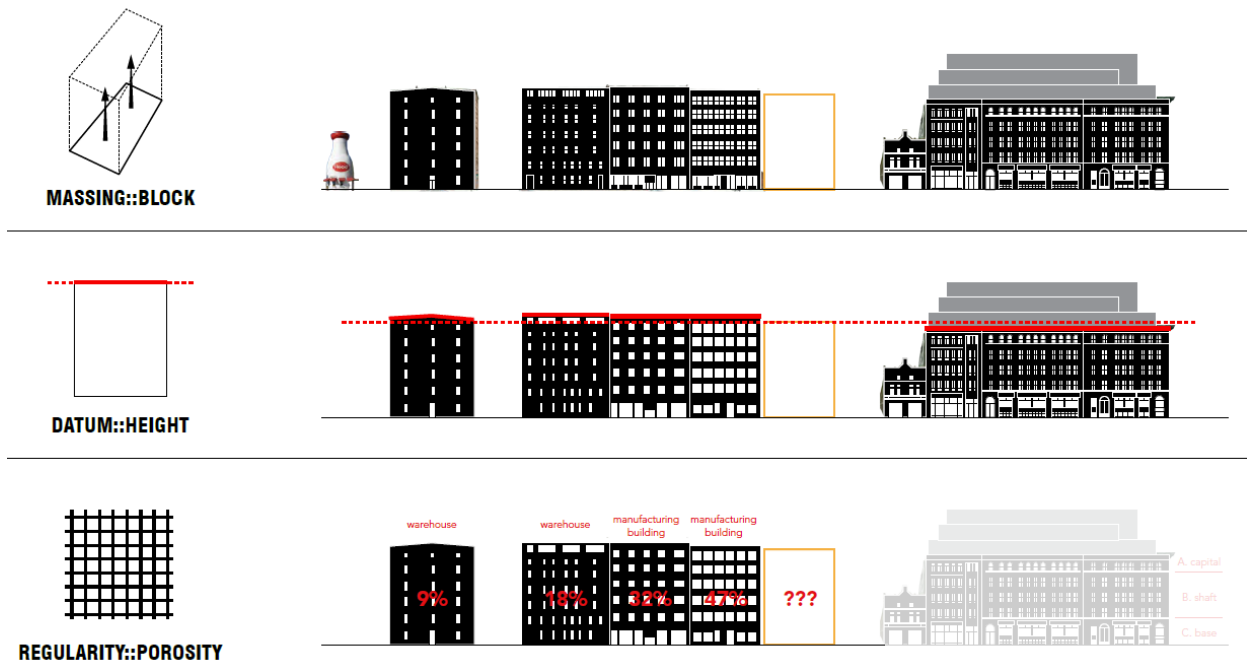 MASSING::BLOCK
DATUM::HEIGHT
warehouse
warehouse
manufacturing
building
manufacturing
building
A. capital
9%
18%
32%
47%
???
B. shaft
C. base
REGULARITY::POROSITY